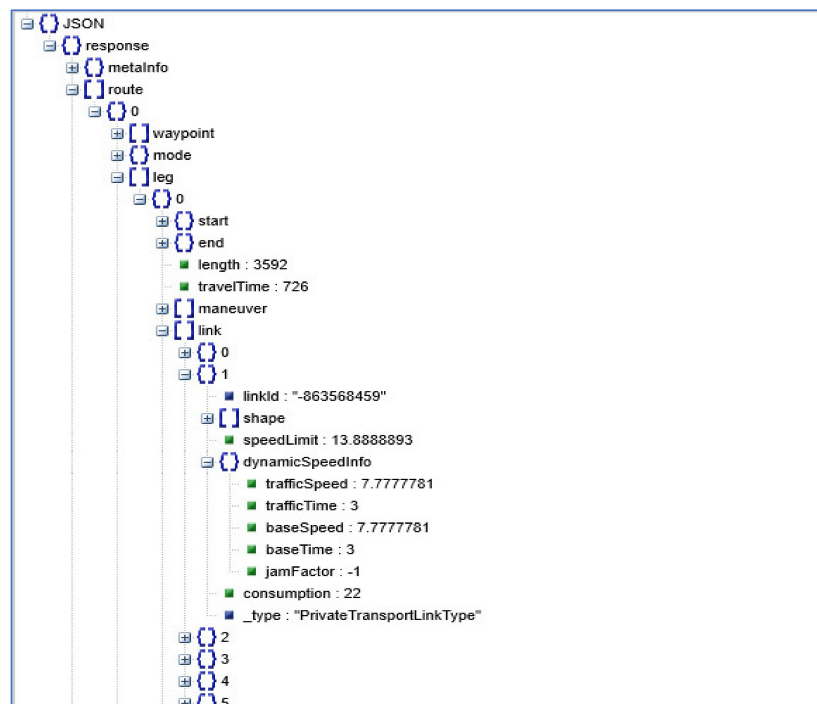 {} JSON
{} response
{} metaInfo
[] route
{} 0
[] waypoint
{} mode
[] leg
{} 0
{} start
{} end
length : 3592
travelTime : 726
[] maneuver
[] link
{} 0
{} 1
linkId : "-863568459"
[] shape
speedLimit : 13.8888893
{} dynamicSpeedInfo
trafficSpeed : 7.7777781
trafficTime : 3
baseSpeed : 7.7777781
baseTime : 3
jamFactor : -1
consumption : 22
_type : "PrivateTransportLinkType"
{} 2
{} 3
{} 4
{} 5